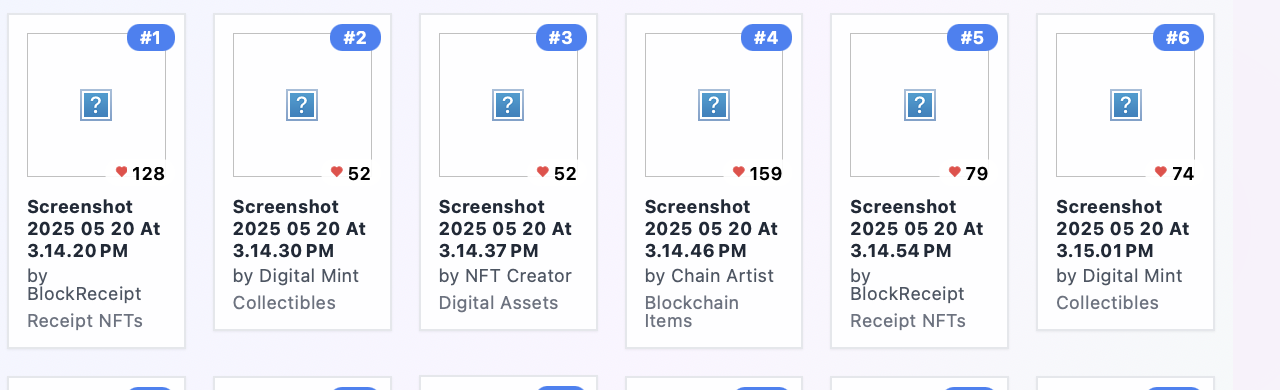 #1
128
Screenshot
2025 05 20 At
3.14.20 PM
by
BlockReceipt
Receipt NFTs
#2
52
Screenshot
2025 05 20 At
3.14.30 PM
by Digital Mint
Collectibles
#3
52
Screenshot
2025 05 20 At
3.14.37 PM
by NFT Creator
Digital Assets
#4
159
Screenshot
2025 05 20 At
3.14.46 PM
by Chain Artist
Blockchain
Items
#5
79
Screenshot
2025 05 20 At
3.14.54 PM
by
BlockReceipt
Receipt NFTs
#6
74
Screenshot
2025 05 20 At
3.15.01 PM
by Digital Mint
Collectibles